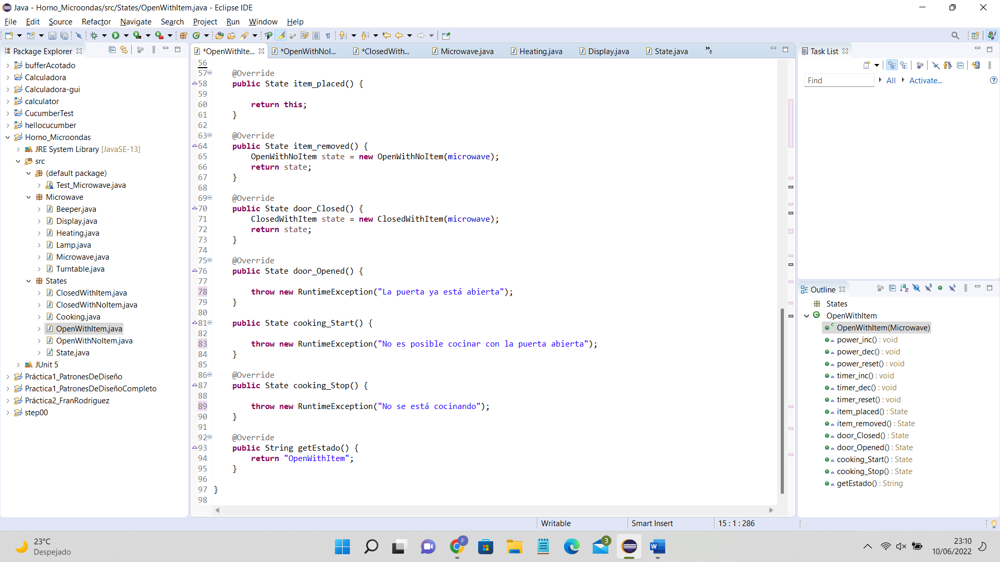 Java - Horno_Microondas/src/States/OpenWithItem.java - Eclipse IDE
File Edit Source Refactor Navigate Search Project Run Window Help
Package Explorer
bufferAcotado
Calculadora
Calculadora-gui
calculator
CucumberTest
hellocucumber
Horno_Microondas
JRE System Library [JavaSE-13]
src
(default package)
Test_Microwave.java
Microwave
Beeper.java
Display.java
Heating.java
Lamp.java
Microwave.java
Turntable.java
States
ClosedWithItem.java
ClosedWithNoItem.java
Cooking.java
OpenWithItem.java
OpenWithNoItem.java
State.java
JUnit 5
Práctica1_PatronesDeDiseño
Practica1_PatronesDeDiseñoCompleto
Práctica2_FranRodriguez
step00
*OpenWithIte... *OpenWithNoI... *ClosedWith... Microwave.java Heating.java Display.java State.java »6
56
57 @Override
58 public State item_placed() {
59
60 return this;
61 }
62
63 @Override
64 public State item_removed() {
65 OpenWithNoItem state = new OpenWithNoItem(microwave);
66 return state;
67 }
68
69 @Override
70 public State door_Closed() {
71 ClosedWithItem state = new ClosedWithItem(microwave);
72 return state;
73 }
74
75 @Override
76 public State door_Opened() {
77
78 throw new RuntimeException("La puerta ya está abierta");
79 }
80
81 public State cooking_Start() {
82
83 throw new RuntimeException("No es posible cocinar con la puerta abierta");
84 }
85
86 @Override
87 public State cooking_Stop() {
88
89 throw new RuntimeException("No se está cocinando");
90 }
91
92 @Override
93 public String getEstado() {
94 return "OpenWithItem";
95 }
96
97 }
98
Task List
Find All Activate...
Outline
States
OpenWithItem
OpenWithItem(Microwave)
power_inc() : void
power_dec() : void
power_reset() : void
timer_inc() : void
timer_dec() : void
timer_reset() : void
item_placed() : State
item_removed() : State
door_Closed() : State
door_Opened() : State
cooking_Start() : State
cooking_Stop() : State
getEstado() : String
Writable Smart Insert 15 : 1 : 286
23°C
Despejado
F
3
23:10
10/06/2022